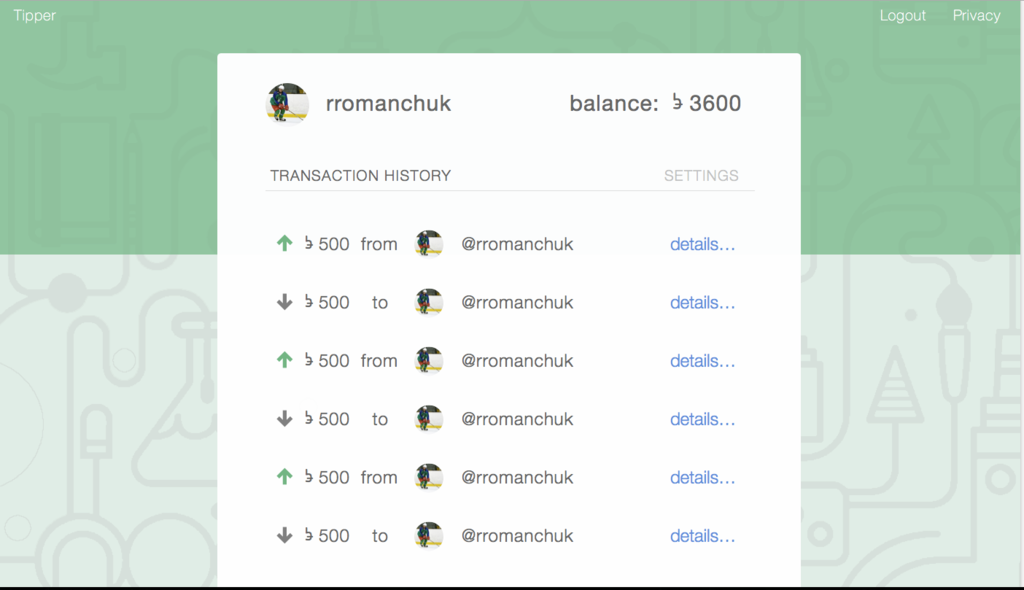 Tipper Logout Privacy
rromanchuk balance: ъ 3600
TRANSACTION HISTORY SETTINGS
ъ 500 from @rromanchuk details...
ъ 500 to @rromanchuk details...
ъ 500 from @rromanchuk details...
ъ 500 to @rromanchuk details...
ъ 500 from @rromanchuk details...
ъ 500 to @rromanchuk details...